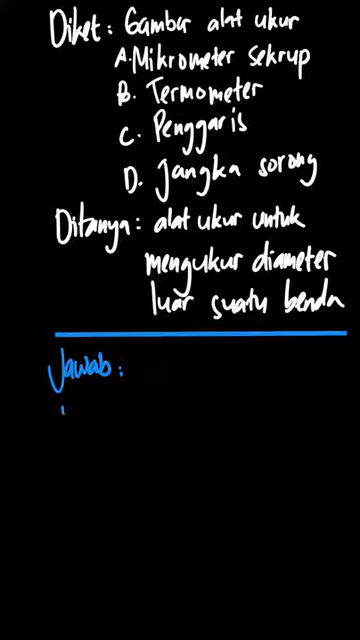 Diket : Gambar alat ukur
A. Mikrometer sekrup
B. Termometer
C. Penggaris
D. Jangka sorong
Ditanya : alat ukur untuk
mengukur diameter
luar suatu benda
Jawab :